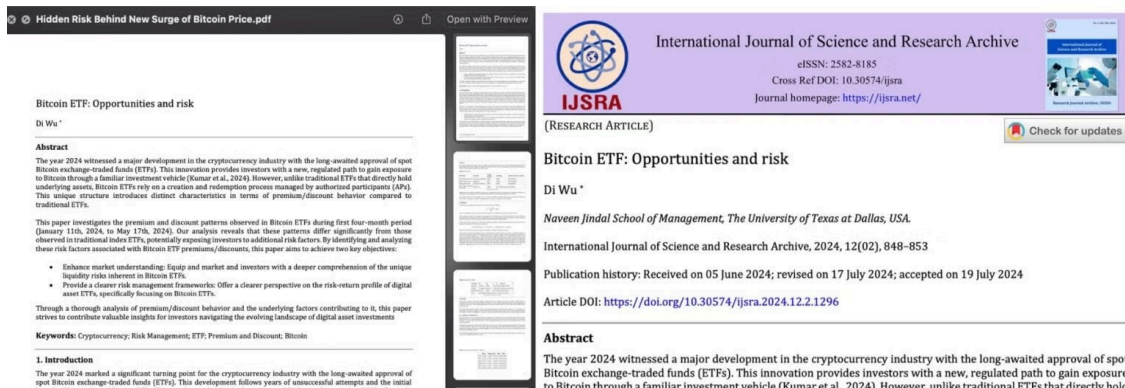 Hidden Risk Behind New Surge of Bitcoin Price.pdf
Open with Preview
Bitcoin ETF: Opportunities and risk
Di Wu *
Abstract
The year 2024 witnessed a major development in the cryptocurrency industry with the long-awaited approval of spot
Bitcoin exchange-traded funds (ETFs). This innovation provides investors with a new, regulated path to gain exposure
to Bitcoin through a familiar investment vehicle (Kumar et al., 2024). However, unlike traditional ETFs that directly hold
underlying assets, Bitcoin ETFs rely on a creation and redemption process managed by authorized participants (APs).
This unique structure introduces distinct characteristics in terms of premium/discount behavior compared to
traditional ETFs.
This paper investigates the premium and discount patterns observed in Bitcoin ETFs during first four-month period
(January 11th, 2024, to May 17th, 2024). Our analysis reveals that these patterns differ significantly from those
observed in traditional index ETFs, potentially exposing investors to additional risk factors. By identifying and analyzing
these risk factors associated with Bitcoin ETF premiums/discounts, this paper aims to achieve two key objectives:
• Enhance market understanding: Equip and market and investors with a deeper comprehension of the unique
liquidity risks inherent in Bitcoin ETFs.
• Provide a clearer risk management frameworks: Offer a clearer perspective on the risk-return profile of digital
asset ETFs, specifically focusing on Bitcoin ETFs.
Through a thorough analysis of premium/discount behavior and the underlying factors contributing to it, this paper
strives to contribute valuable insights for investors navigating the evolving landscape of digital asset investments
Keywords: Cryptocurrency; Risk Management; ETF; Premium and Discount; Bitcoin
1. Introduction
The year 2024 marked a significant turning point for the cryptocurrency industry with the long-awaited approval of
spot Bitcoin exchange-traded funds (ETFs). This development follows years of unsuccessful attempts and the initial
IJSRA
International Journal of Science and Research Archive
eISSN: 2582-8185
Cross Ref DOI: 10.30574/ijsra
Journal homepage: https://ijsra.net/
(RESEARCH ARTICLE)
Check for updates
Bitcoin ETF: Opportunities and risk
Di Wu *
Naveen Jindal School of Management, The University of Texas at Dallas, USA.
International Journal of Science and Research Archive, 2024, 12(02), 848–853
Publication history: Received on 05 June 2024; revised on 17 July 2024; accepted on 19 July 2024
Article DOI: https://doi.org/10.30574/ijsra.2024.12.2.1296
Abstract
The year 2024 witnessed a major development in the cryptocurrency industry with the long-awaited approval of spot
Bitcoin exchange-traded funds (ETFs). This innovation provides investors with a new, regulated path to gain exposure
to Bitcoin through a familiar investment vehicle (Kumar et al., 2024). However, unlike traditional ETFs that directly hold